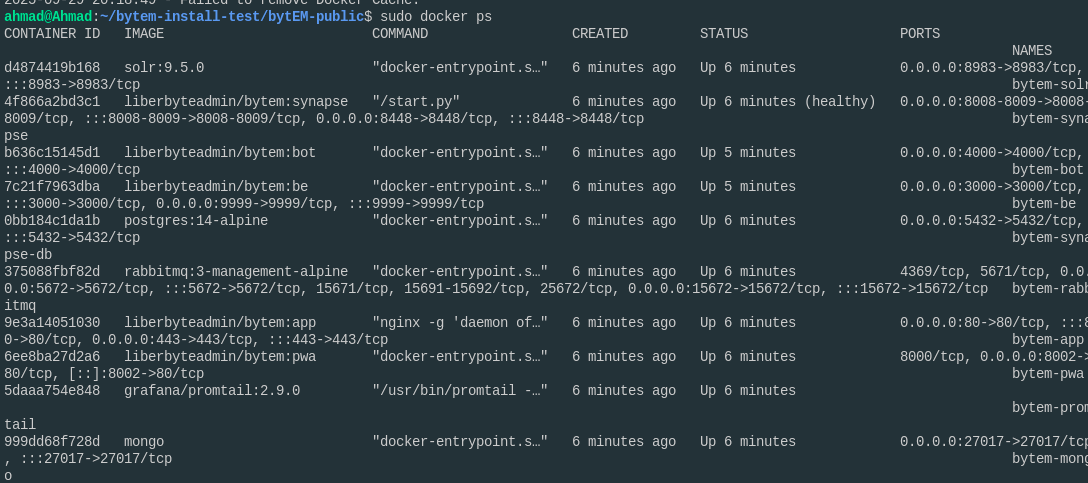 2025-09-29 20:18:49 - Failed to remove Docker Cache.
ahmad@Ahmad:~/bytem-install-test/bytEM-public$ sudo docker ps
CONTAINER ID   IMAGE                          COMMAND                  CREATED         STATUS                   PORTS
NAMES
d4874419b168   solr:9.5.0                     "docker-entrypoint.s…"   6 minutes ago   Up 6 minutes             0.0.0.0:8983->8983/tcp,
:::8983->8983/tcp                                                                                             bytem-solr
4f866a2bd3c1   liberbyteadmin/bytem:synapse   "/start.py"              6 minutes ago   Up 6 minutes (healthy)   0.0.0.0:8008-8009->8008-
8009/tcp, :::8008-8009->8008-8009/tcp, 0.0.0.0:8448->8448/tcp, :::8448->8448/tcp                              bytem-syna
pse
b636c15145d1   liberbyteadmin/bytem:bot       "docker-entrypoint.s…"   6 minutes ago   Up 5 minutes             0.0.0.0:4000->4000/tcp,
:::4000->4000/tcp                                                                                             bytem-bot
7c21f7963dba   liberbyteadmin/bytem:be        "docker-entrypoint.s…"   6 minutes ago   Up 5 minutes             0.0.0.0:3000->3000/tcp,
:::3000->3000/tcp, 0.0.0.0:9999->9999/tcp, :::9999->9999/tcp                                                  bytem-be
0bb184c1da1b   postgres:14-alpine             "docker-entrypoint.s…"   6 minutes ago   Up 6 minutes             0.0.0.0:5432->5432/tcp,
:::5432->5432/tcp                                                                                             bytem-syna
pse-db
375088fbf82d   rabbitmq:3-management-alpine   "docker-entrypoint.s…"   6 minutes ago   Up 6 minutes             4369/tcp, 5671/tcp, 0.0.
0.0:5672->5672/tcp, :::5672->5672/tcp, 15671/tcp, 15691-15692/tcp, 25672/tcp, 0.0.0.0:15672->15672/tcp, :::15672->15672/tcp   bytem-rabb
itmq
9e3a14051030   liberbyteadmin/bytem:app       "nginx -g 'daemon of…"   6 minutes ago   Up 6 minutes             0.0.0.0:80->80/tcp, :::8
0->80/tcp, 0.0.0.0:443->443/tcp, :::443->443/tcp                                                              bytem-app
6ee8ba27d2a6   liberbyteadmin/bytem:pwa       "docker-entrypoint.s…"   6 minutes ago   Up 6 minutes             8000/tcp, 0.0.0.0:8002->
80/tcp, [::]:8002->80/tcp                                                                                     bytem-pwa
5daaa754e848   grafana/promtail:2.9.0         "/usr/bin/promtail -…"   6 minutes ago   Up 6 minutes
bytem-prom
tail
999dd68f728d   mongo                          "docker-entrypoint.s…"   6 minutes ago   Up 6 minutes             0.0.0.0:27017->27017/tcp
, :::27017->27017/tcp                                                                                         bytem-mong
o